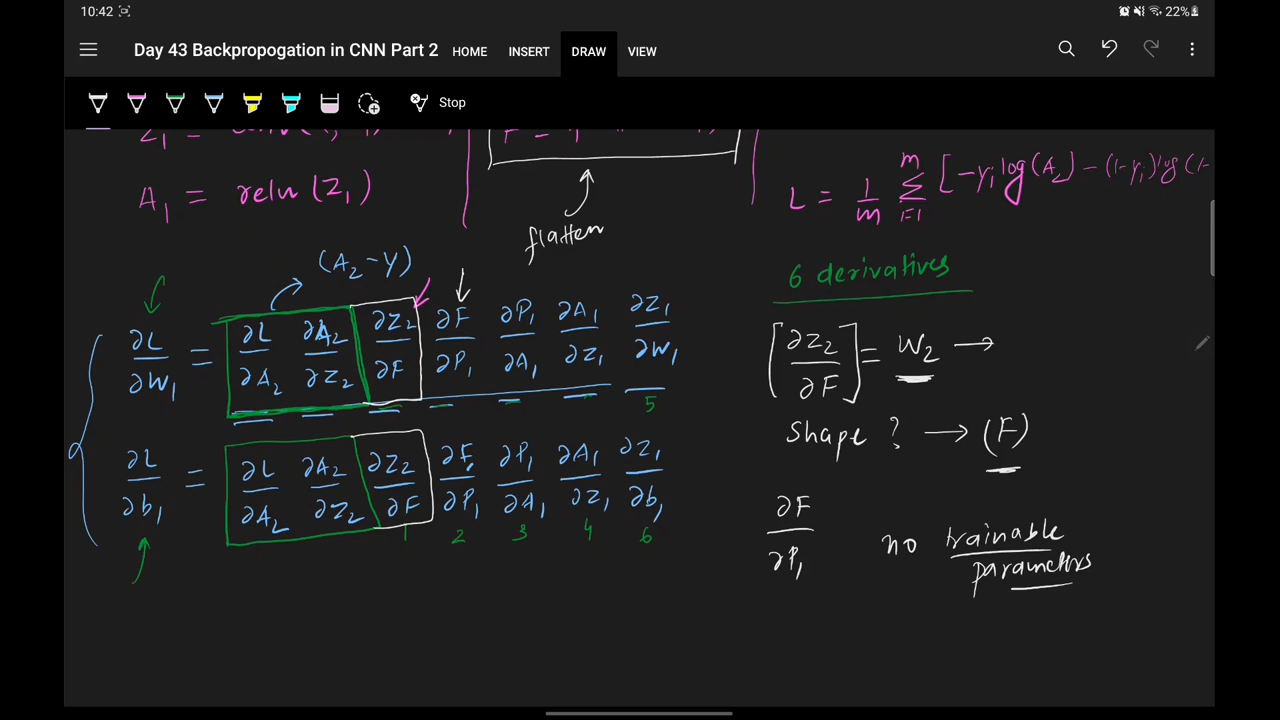 10:42
22%
Day 43 Backpropogation in CNN Part 2 HOME INSERT DRAW VIEW
Stop
A₁ = relu(Z₁)
flatten
L = 1/m Σ [-yᵢ log(A₂) - (1-yᵢ) log(1-
(A₂ - Y)
6 derivatives
∂L/∂W₁ = ∂L/∂A₂ ∂A₂/∂Z₂ ∂Z₂/∂F ∂F/∂P₁ ∂P₁/∂A₁ ∂A₁/∂Z₁ ∂Z₁/∂W₁
5
[∂Z₂/∂F] = W₂ →
Shape ? → (F)
∂L/∂b₁ = ∂L/∂A₂ ∂A₂/∂Z₂ ∂Z₂/∂F ∂F/∂P₁ ∂P₁/∂A₁ ∂A₁/∂Z₁ ∂Z₁/∂b₁
1 2 3 4 6
∂F/∂P₁ no trainable
parameters